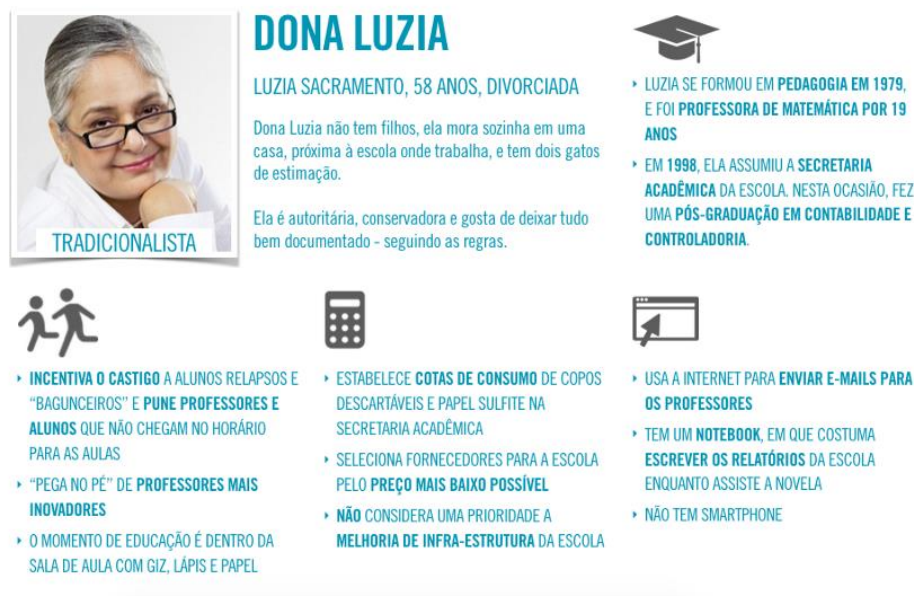 DONA LUZIA
LUZIA SACRAMENTO, 58 ANOS, DIVORCIADA
Dona Luzia não tem filhos, ela mora sozinha em uma
casa, próxima à escola onde trabalha, e tem dois gatos
de estimação.
Ela é autoritária, conservadora e gosta de deixar tudo
bem documentado - seguindo as regras.
TRADICIONALISTA
‣ LUZIA SE FORMOU EM PEDAGOGIA EM 1979,
E FOI PROFESSORA DE MATEMÁTICA POR 19
ANOS
‣ EM 1998, ELA ASSUMIU A SECRETARIA
ACADÊMICA DA ESCOLA. NESTA OCASIÃO, FEZ
UMA PÓS-GRADUAÇÃO EM CONTABILIDADE E
CONTROLADORIA.
‣ INCENTIVA O CASTIGO A ALUNOS RELAPSOS E
“BAGUNCEIROS” E PUNE PROFESSORES E
ALUNOS QUE NÃO CHEGAM NO HORÁRIO
PARA AS AULAS
‣ “PEGA NO PÉ” DE PROFESSORES MAIS
INOVADORES
‣ O MOMENTO DE EDUCAÇÃO É DENTRO DA
SALA DE AULA COM GIZ, LÁPIS E PAPEL
‣ ESTABELECE COTAS DE CONSUMO DE COPOS
DESCARTÁVEIS E PAPEL SULFITE NA
SECRETARIA ACADÊMICA
‣ SELECIONA FORNECEDORES PARA A ESCOLA
PELO PREÇO MAIS BAIXO POSSÍVEL
‣ NÃO CONSIDERA UMA PRIORIDADE A
MELHORIA DE INFRA-ESTRUTURA DA ESCOLA
‣ USA A INTERNET PARA ENVIAR E-MAILS PARA
OS PROFESSORES
‣ TEM UM NOTEBOOK, EM QUE COSTUMA
ESCREVER OS RELATÓRIOS DA ESCOLA
ENQUANTO ASSISTE A NOVELA
‣ NÃO TEM SMARTPHONE